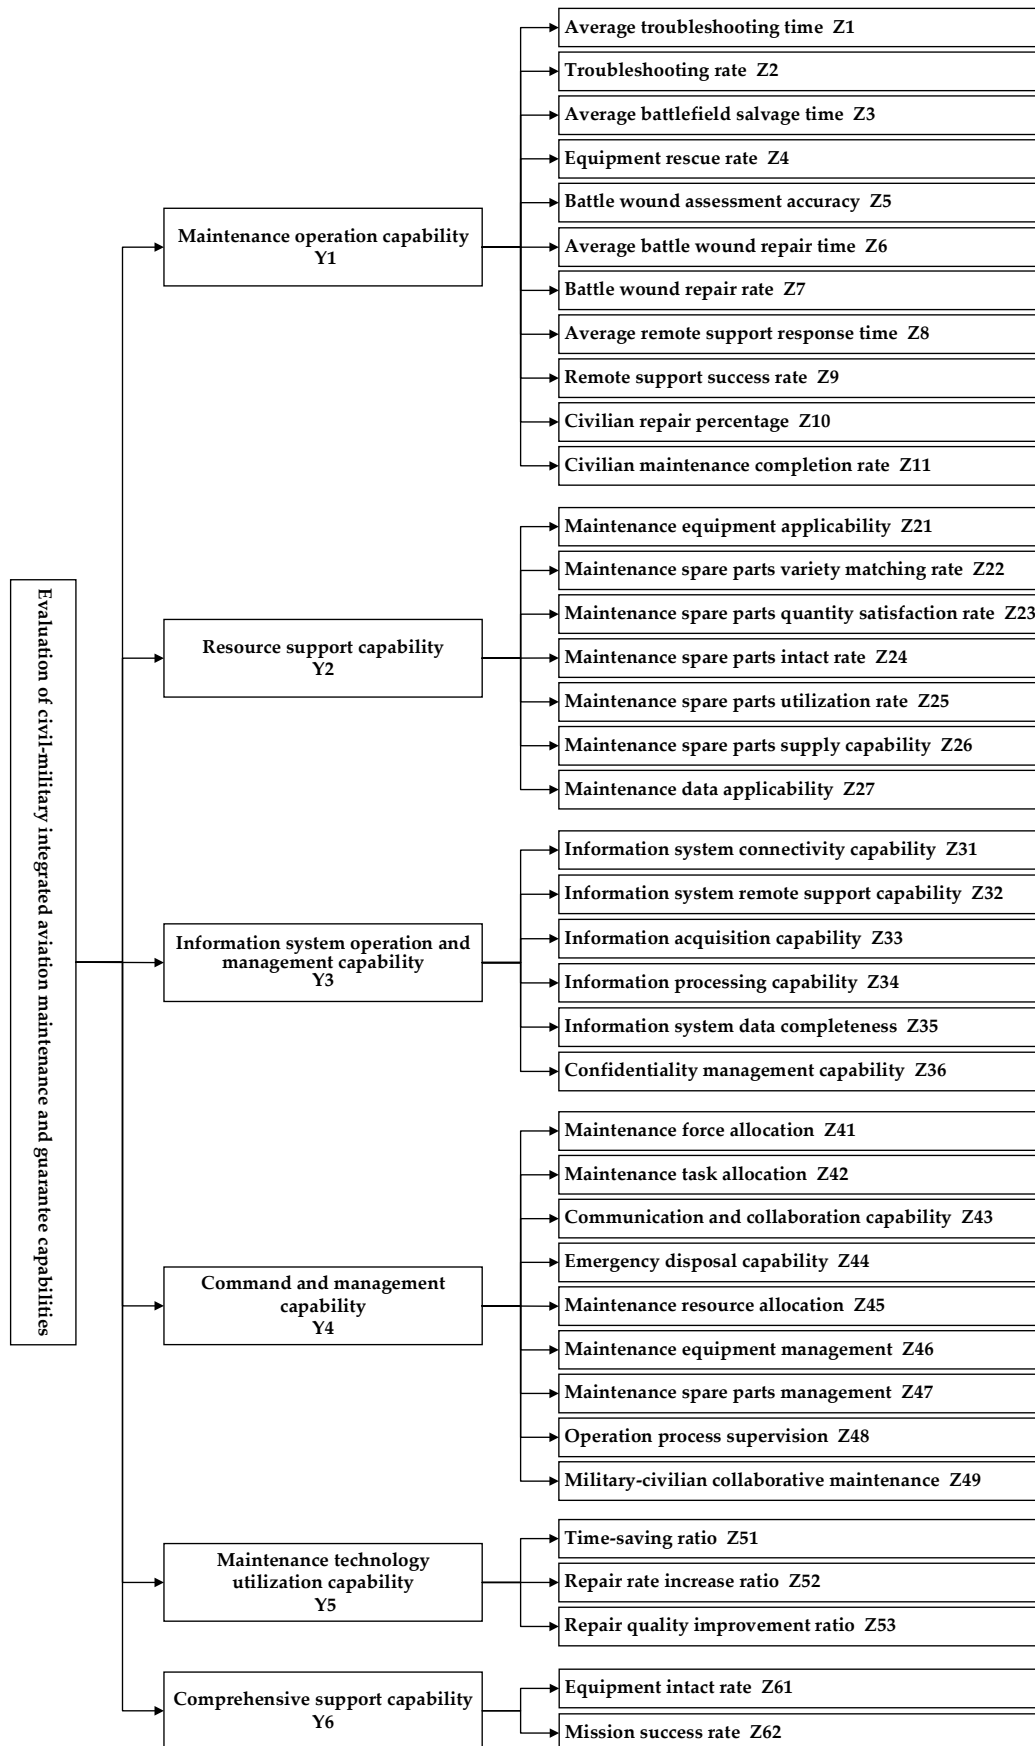 Evaluation of civil-military integrated aviation maintenance and guarantee capabilities
Maintenance operation capability
Y1
Average troubleshooting time Z1
Troubleshooting rate Z2
Average battlefield salvage time Z3
Equipment rescue rate Z4
Battle wound assessment accuracy Z5
Average battle wound repair time Z6
Battle wound repair rate Z7
Average remote support response time Z8
Remote support success rate Z9
Civilian repair percentage Z10
Civilian maintenance completion rate Z11
Resource support capability
Y2
Maintenance equipment applicability Z21
Maintenance spare parts variety matching rate Z22
Maintenance spare parts quantity satisfaction rate Z23
Maintenance spare parts intact rate Z24
Maintenance spare parts utilization rate Z25
Maintenance spare parts supply capability Z26
Maintenance data applicability Z27
Information system operation and
management capability
Y3
Information system connectivity capability Z31
Information system remote support capability Z32
Information acquisition capability Z33
Information processing capability Z34
Information system data completeness Z35
Confidentiality management capability Z36
Command and management
capability
Y4
Maintenance force allocation Z41
Maintenance task allocation Z42
Communication and collaboration capability Z43
Emergency disposal capability Z44
Maintenance resource allocation Z45
Maintenance equipment management Z46
Maintenance spare parts management Z47
Operation process supervision Z48
Military-civilian collaborative maintenance Z49
Maintenance technology
utilization capability
Y5
Time-saving ratio Z51
Repair rate increase ratio Z52
Repair quality improvement ratio Z53
Comprehensive support capability
Y6
Equipment intact rate Z61
Mission success rate Z62